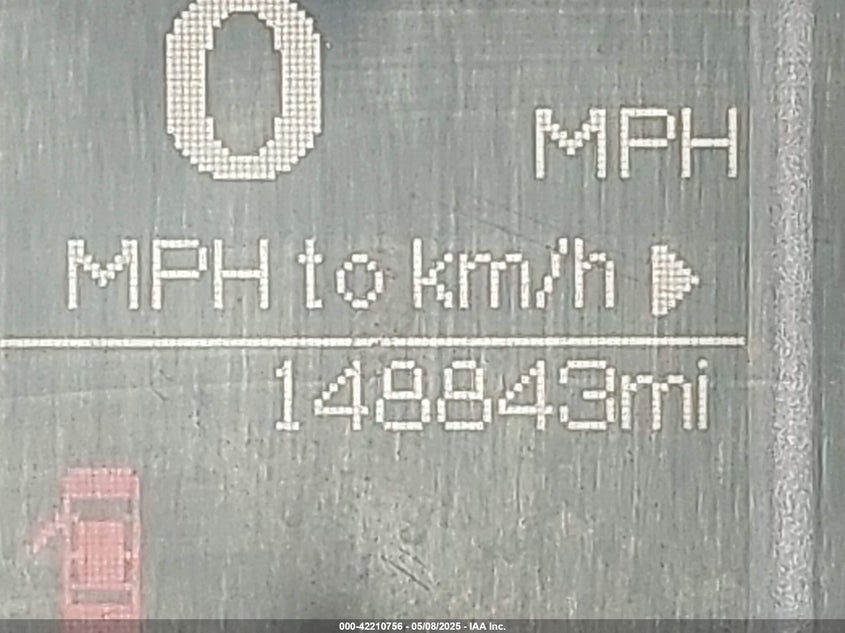 0
MPH
MPH to km/h
148843mi
000-42210756 - 05/08/2025 - IAA Inc.